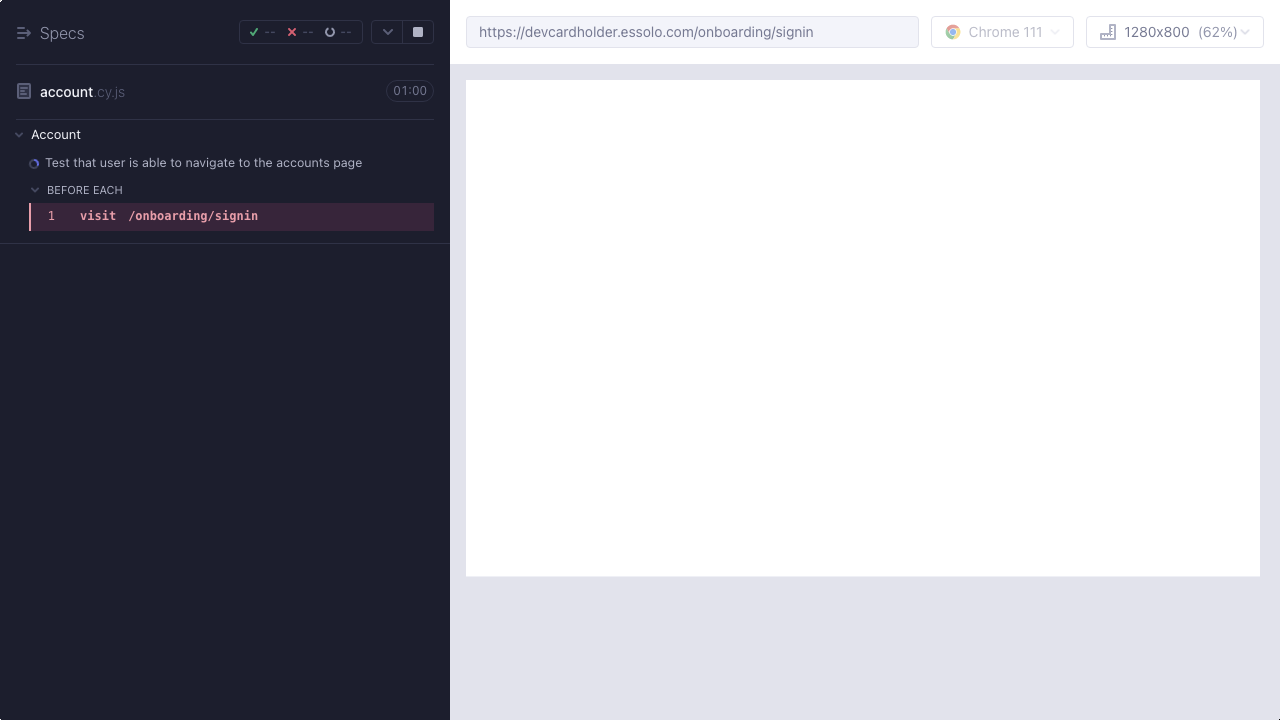 Specs
-- -- --
https://devcardholder.essolo.com/onboarding/signin
Chrome 111
1280x800 (62%)
account.cy.js
01:00
Account
Test that user is able to navigate to the accounts page
BEFORE EACH
1 visit /onboarding/signin